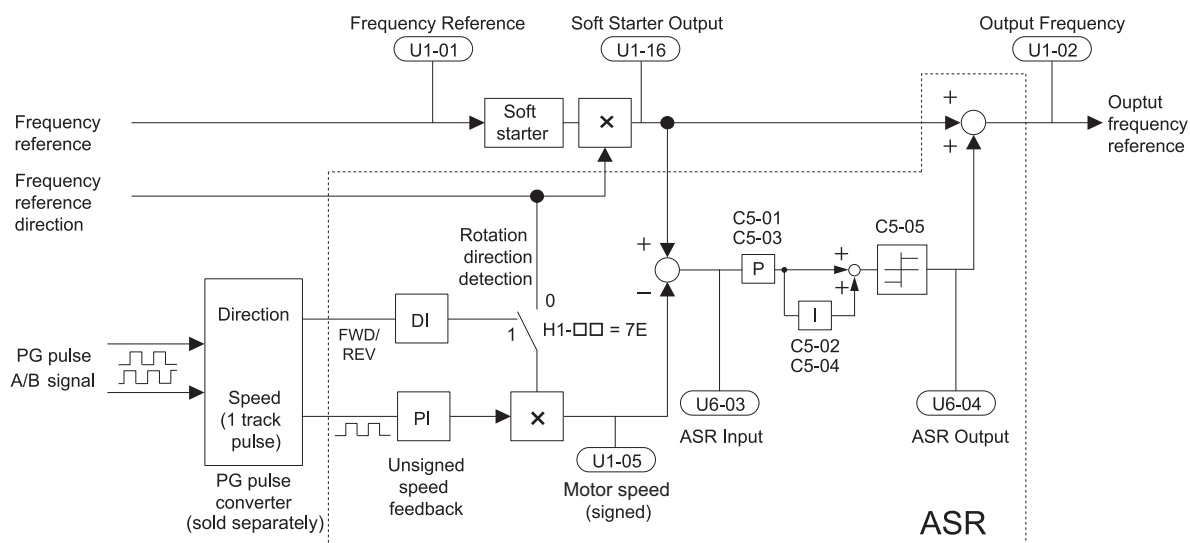 Frequency Reference
U1-01
Soft Starter Output
U1-16
Output Frequency
U1-02
Frequency
reference
Soft
starter
×
+
+
Ouptut
frequency
reference
Frequency
reference
direction
Rotation
direction
detection
0
1
H1-□□ = 7E
+
−
C5-01
C5-03
P
+
+
I
C5-02
C5-04
C5-05
PG pulse
A/B signal
Direction
Speed
(1 track
pulse)
PG pulse
converter
(sold separately)
FWD/
REV
DI
PI
Unsigned
speed
feedback
×
U1-05
Motor speed
(signed)
U6-03
ASR Input
U6-04
ASR Output
ASR